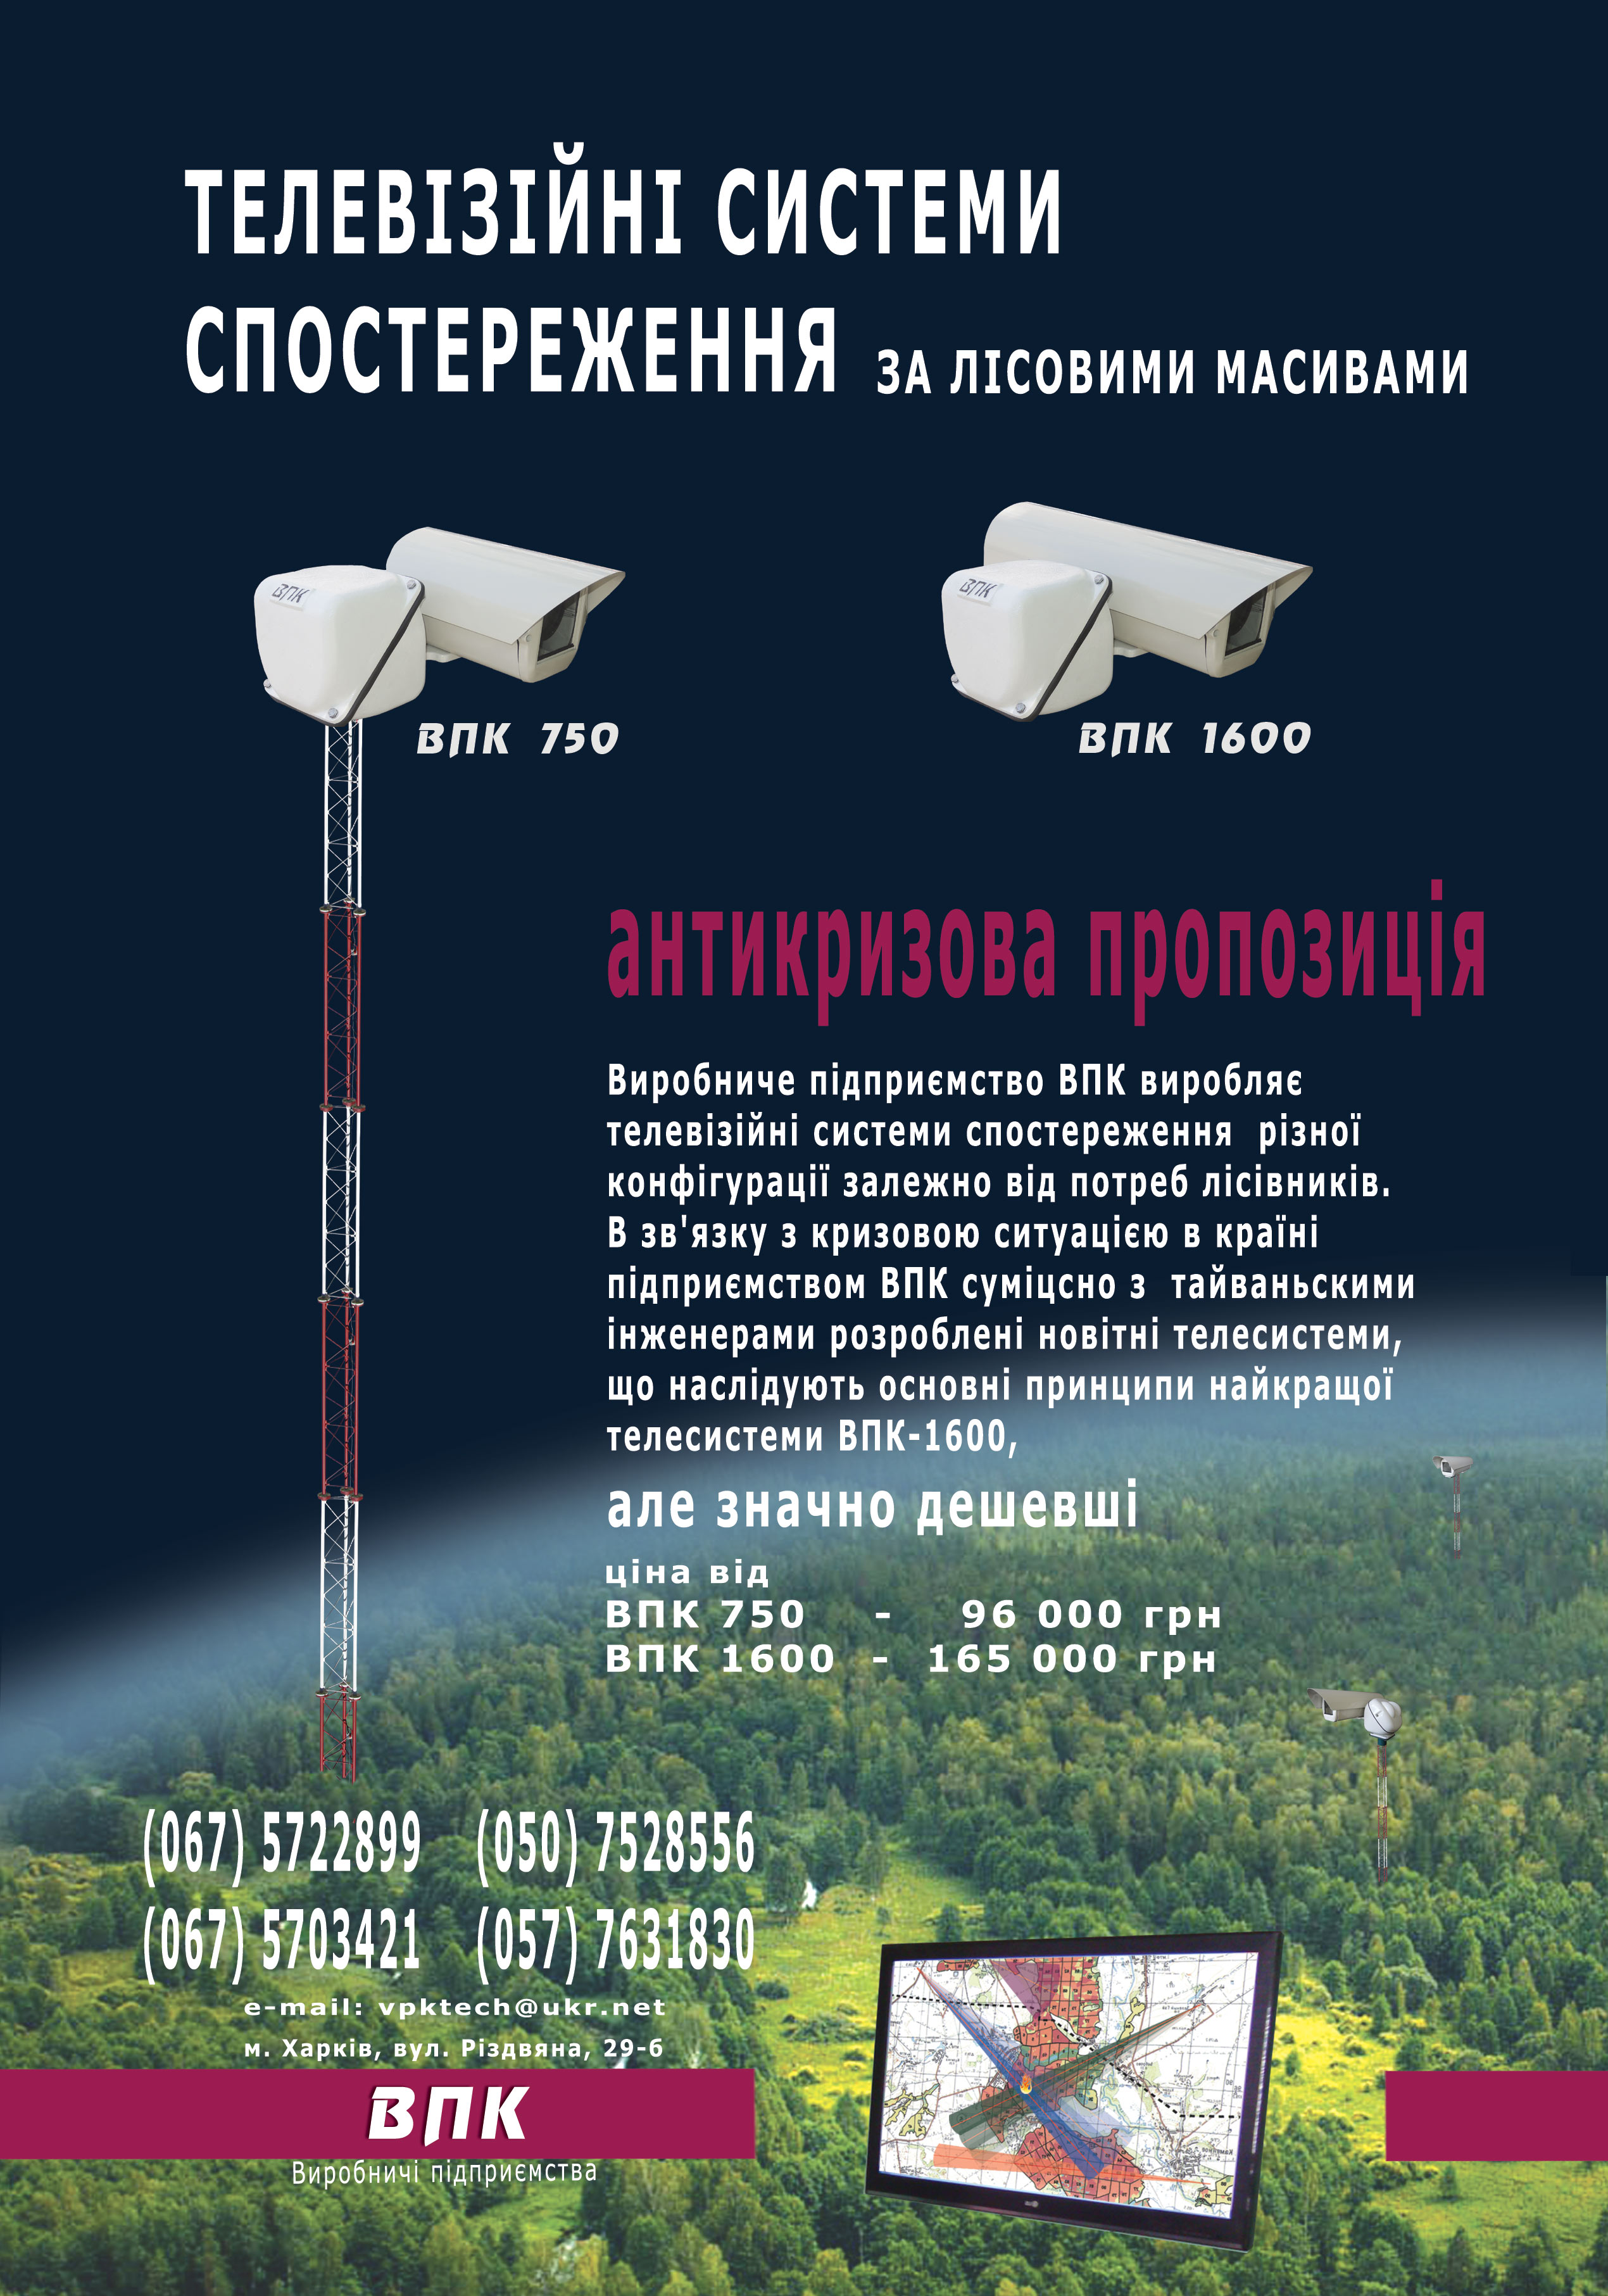 ТЕЛЕВІЗІЙНІ СИСТЕМИ
СПОСТЕРЕЖЕННЯ ЗА ЛІСОВИМИ МАСИВАМИ
ВПК
ВПК
ВПК 750
ВПК 1600
антикризова пропозиція
Виробниче підприємство ВПК виробляє
телевізійні системи спостереження різної
конфігурації залежно від потреб лісівників.
В зв'язку з кризовою ситуацією в країні
підприємством ВПК суміцсно з тайваньскими
інженерами розроблені новітні телесистеми,
що наслідують основні принципи найкращої
телесистеми ВПК-1600,
але значно дешевші
ціна від
ВПК 750 - 96 000 грн
ВПК 1600 - 165 000 грн
(067) 5722899 (050) 7528556
(067) 5703421 (057) 7631830
e-mail: vpktech@ukr.net
м. Харків, вул. Різдвяна, 29-б
ВПК
Виробничі підприємства